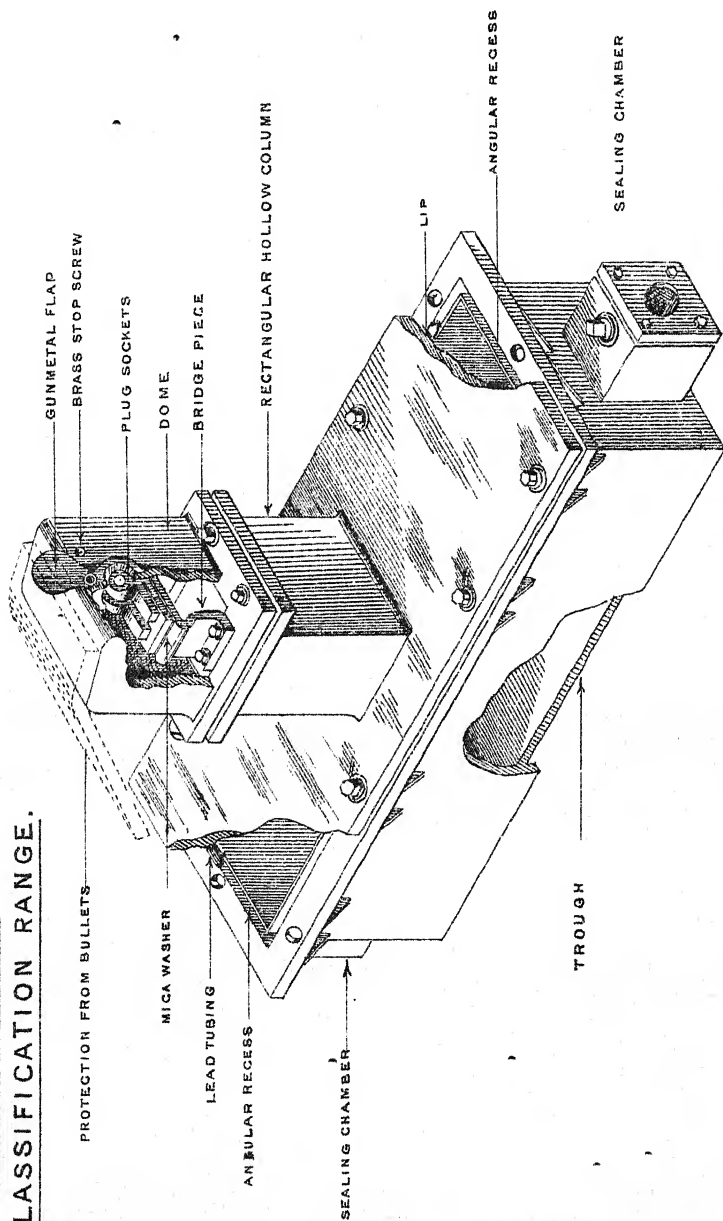 LASSIFICATION RANGE.
PROTECTION FROM BULLETS
MICA WASHER
LEAD TUBING
ANGULAR RECESS
SEALING CHAMBER
TROUGH
GUNMETAL FLAP
BRASS STOP SCREW
PLUG SOCKETS
DOME
BRIDGE PIECE
RECTANGULAR HOLLOW COLUMN
LIP
ANGULAR RECESS
SEALING CHAMBER